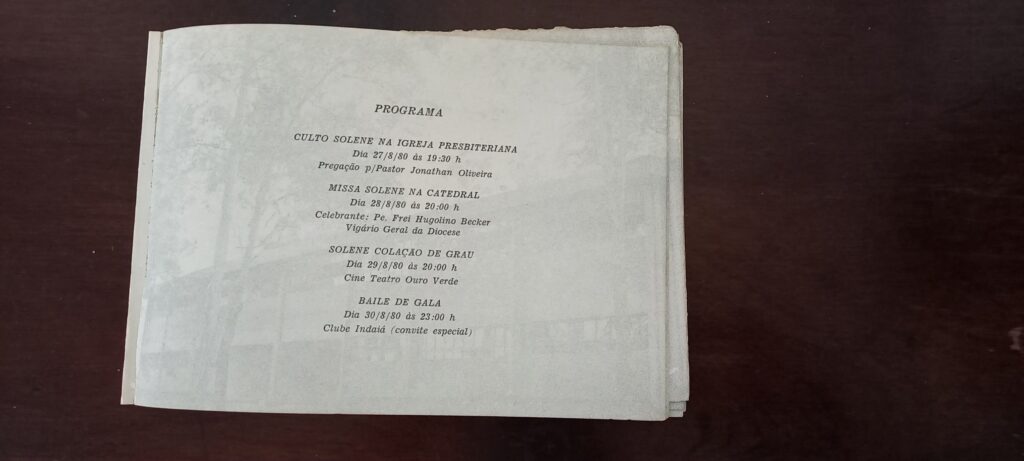 PROGRAMA
CULTO SOLENE NA IGREJA PRESBITERIANA
Dia 27/8/80 às 19:30 h
Pregação p/Pastor Jonathan Oliveira
MISSA SOLENE NA CATEDRAL
Dia 28/8/80 às 20:00 h
Celebrante: Pe. Frei Hugolino Becker
Vigário Geral da Diocese
SOLENE COLAÇÃO DE GRAU
Dia 29/8/80 às 20:00 h
Cine Teatro Ouro Verde
BAILE DE GALA
Dia 30/8/80 às 23:00 h
Clube Indaiá (convite especial)